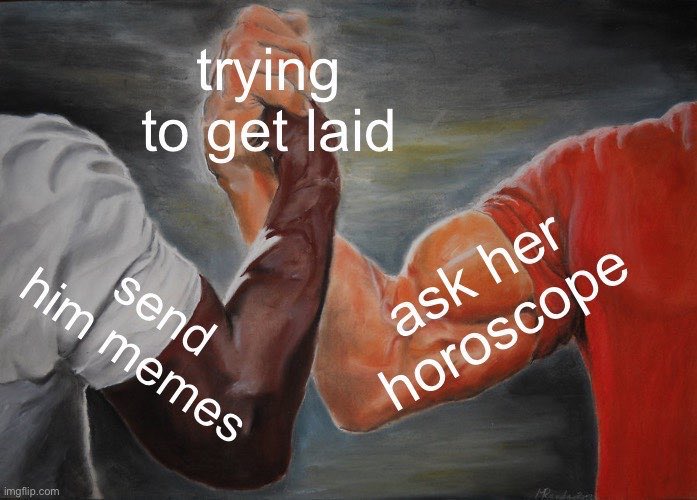 trying
to get laid
send
him memes
ask her
horoscope
imgflip.com